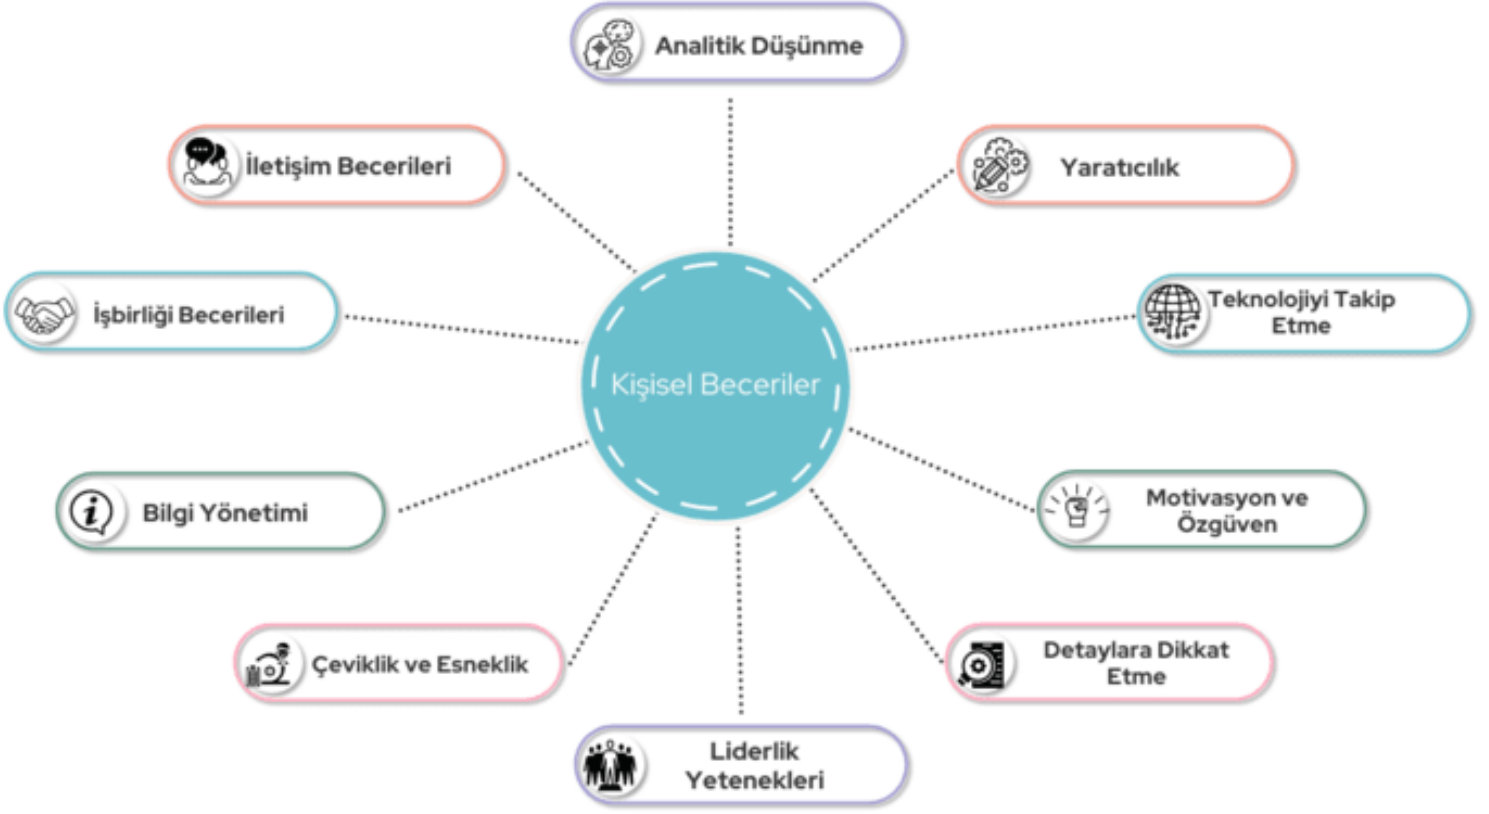 Analitik Düşünme
İletişim Becerileri
Yaratıcılık
İşbirliği Becerileri
Teknolojiyi Takip
Etme
Kişisel Beceriler
Bilgi Yönetimi
Motivasyon ve
Özgüven
Çeviklik ve Esneklik
Detaylara Dikkat
Etme
Liderlik
Yetenekleri